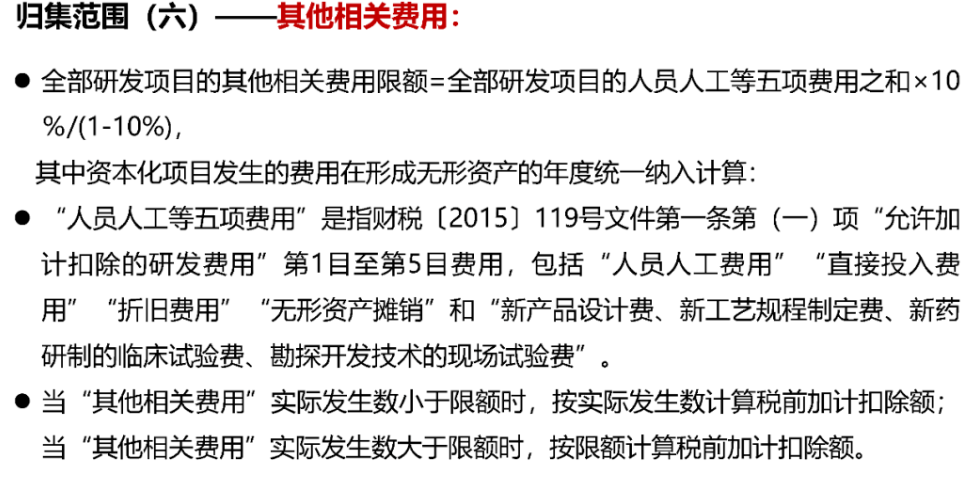 归集范围（六）——其他相关费用：
● 全部研发项目的其他相关费用限额=全部研发项目的人员人工等五项费用之和×10
%/(1-10%)，
其中资本化项目发生的费用在形成无形资产的年度统一纳入计算：
● “人员人工等五项费用”是指财税〔2015〕119号文件第一条第（一）项“允许加
计扣除的研发费用”第1目至第5目费用，包括“人员人工费用”“直接投入费
用”“折旧费用”“无形资产摊销”和“新产品设计费、新工艺规程制定费、新药
研制的临床试验费、勘探开发技术的现场试验费”。
● 当“其他相关费用”实际发生数小于限额时，按实际发生数计算税前加计扣除额；
当“其他相关费用”实际发生数大于限额时，按限额计算税前加计扣除额。